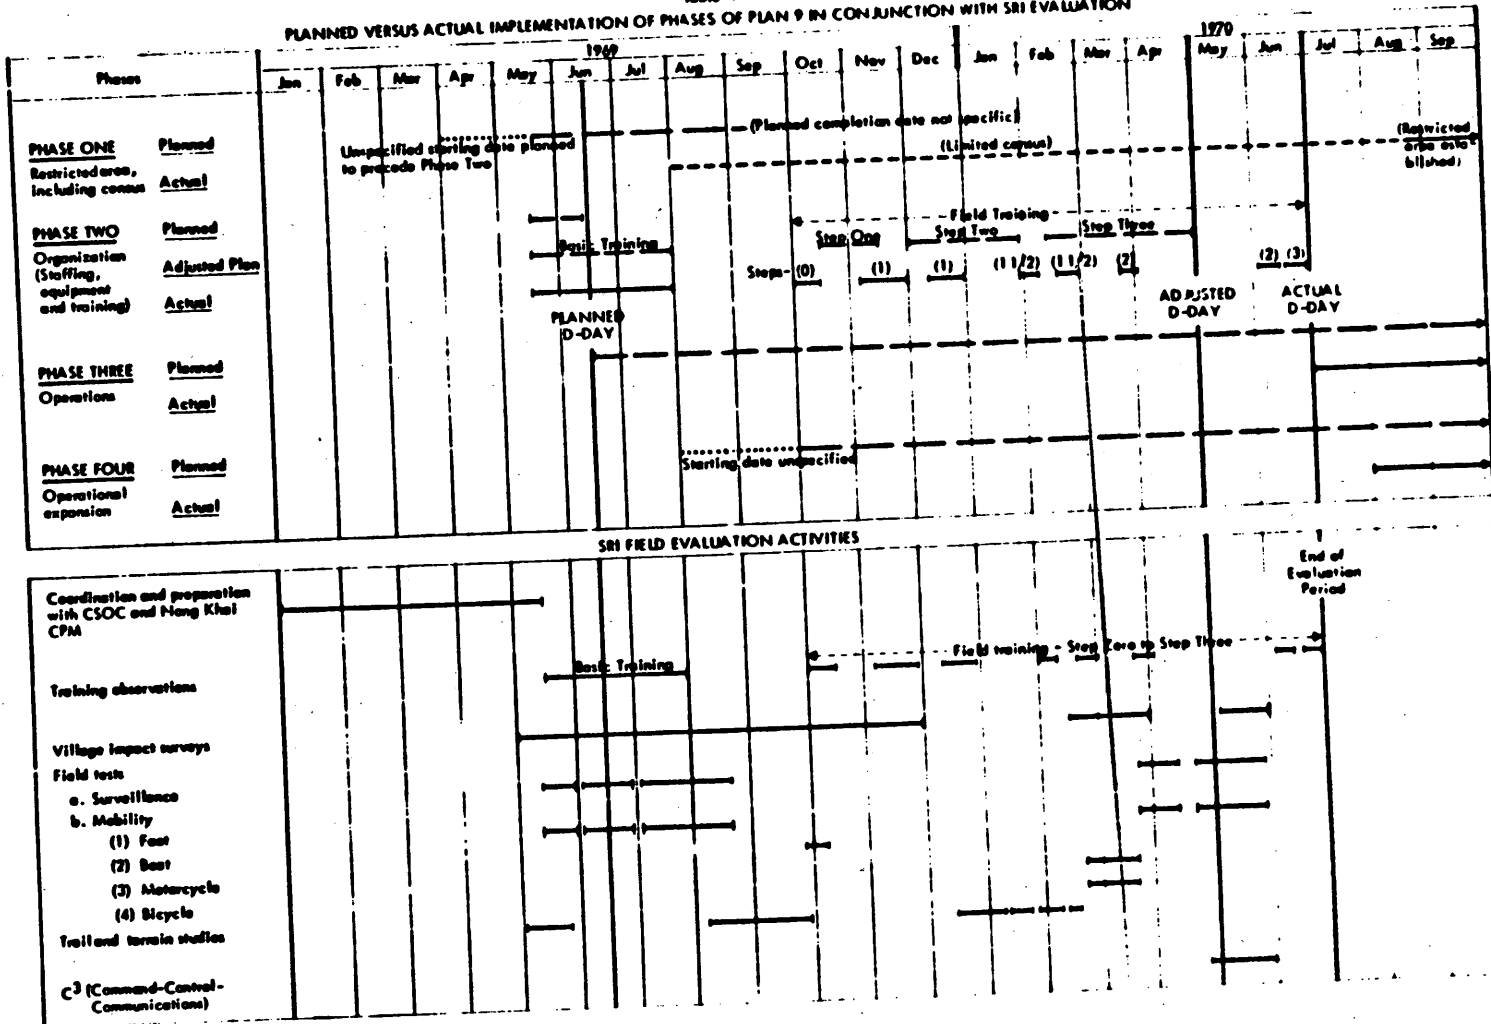 PLANNED VERSUS ACTUAL IMPLEMENTATION OF PHASES OF PLAN 9 IN CONJUNCTION WITH SRI EVALUATION
Phases
1969
1970
Jan Feb Mar Apr May Jun Jul Aug Sep Oct Nov Dec Jan Feb Mar Apr May Jun Jul Aug Sep
PHASE ONE Planned
Restricted area,
including census Actual
Unspecified starting date planned
to precede Phase Two
(Planned completion date not specific)
(Limited census)
(Restricted
area estab-
blished)
PHASE TWO Planned
Organization
(Staffing,
equipment
and training)
Adjusted Plan
Actual
Basic Training
Field Training
Step One Step Two Step Three
Steps- (0) (1) (1) (1 1/2) (1 1/2) (2) (2) (3)
PLANNED
D-DAY
ADJUSTED
D-DAY
ACTUAL
D-DAY
PHASE THREE Planned
Operations Actual
PHASE FOUR Planned
Operational
expansion Actual
Starting date unspecified
SRI FIELD EVALUATION ACTIVITIES
End of
Evaluation
Period
Coordination and preparation
with CSOC and Nong Khai
CPM
Training observations
Basic Training
Field training - Step Zero to Step Three
Village impact surveys
Field tests
a. Surveillance
b. Mobility
(1) Foot
(2) Boat
(3) Motorcycle
(4) Bicycle
Trail and terrain studies
C3 (Command-Control-
Communications)